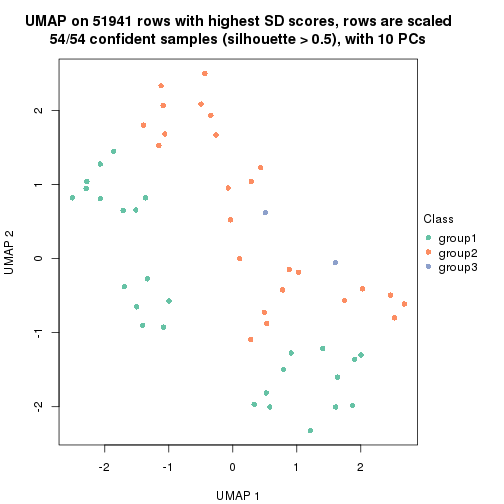 UMAP on 51941 rows with highest SD scores, rows are scaled
54/54 confident samples (silhouette > 0.5), with 10 PCs
2
1
0
-1
-2
UMAP 2
-2
-1
0
1
2
UMAP 1
Class
group1
group2
group3